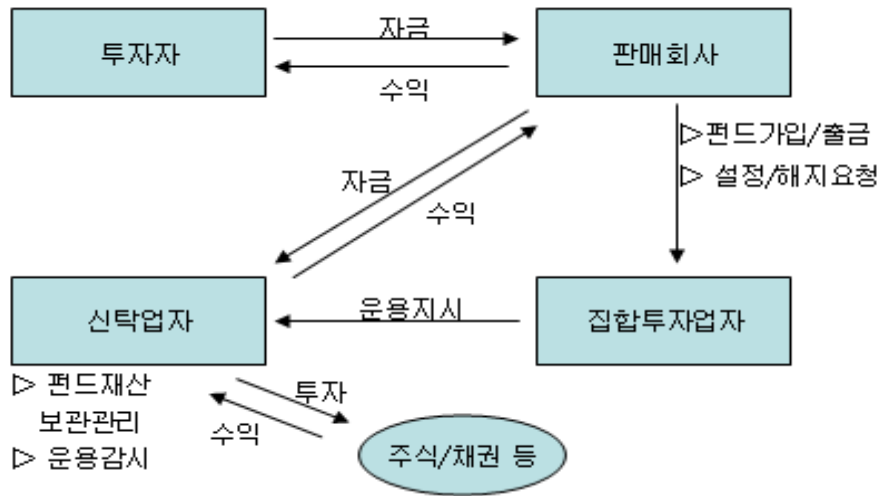 자금
투자자
판매회사
수익
▷펀드가입/출금
▷ 설정/해지요청
자금
수익
신탁업자
운용지시
집합투자업자
▷ 펀드재산
보관관리
▷ 운용감시
투자
수익
주식/채권 등